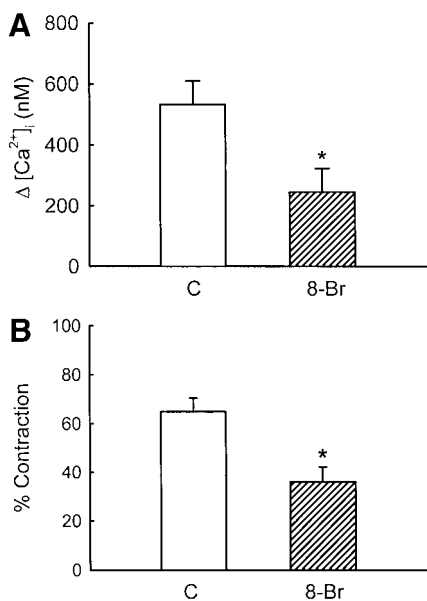 A
Δ [Ca²⁺]ᵢ (nM)
800
600
400
200
0
*
C
8-Br
B
% Contraction
100
80
60
40
20
0
*
C
8-Br